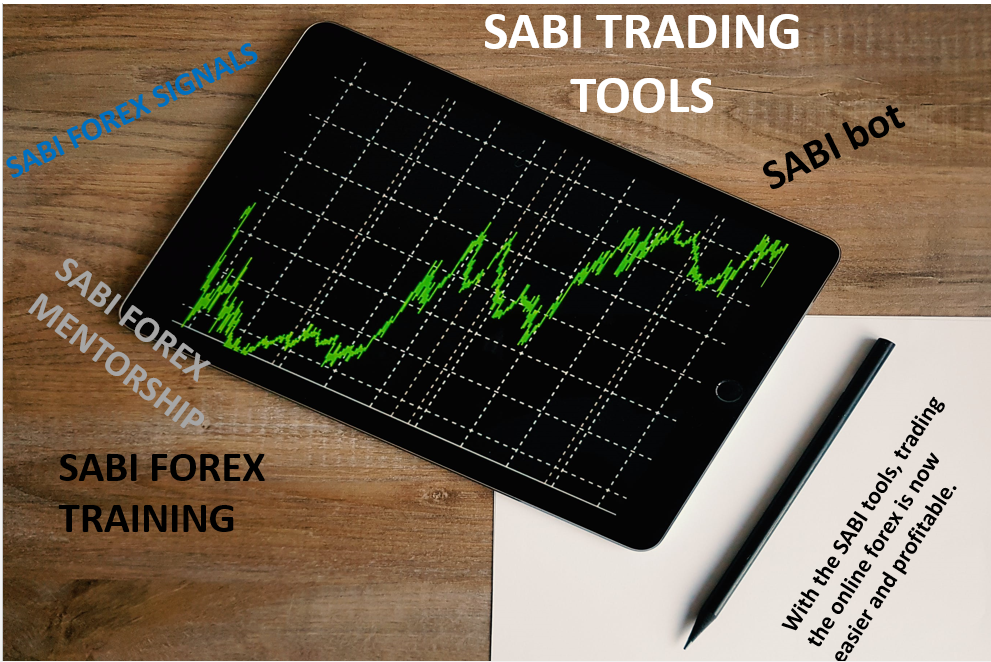 SABI TRADING
TOOLS
SABI FOREX SIGNALS
SABI bot
SABI FOREX
MENTORSHIP
SABI FOREX
TRAINING
With the SABI tools, trading
the online forex is now
easier and profitable.